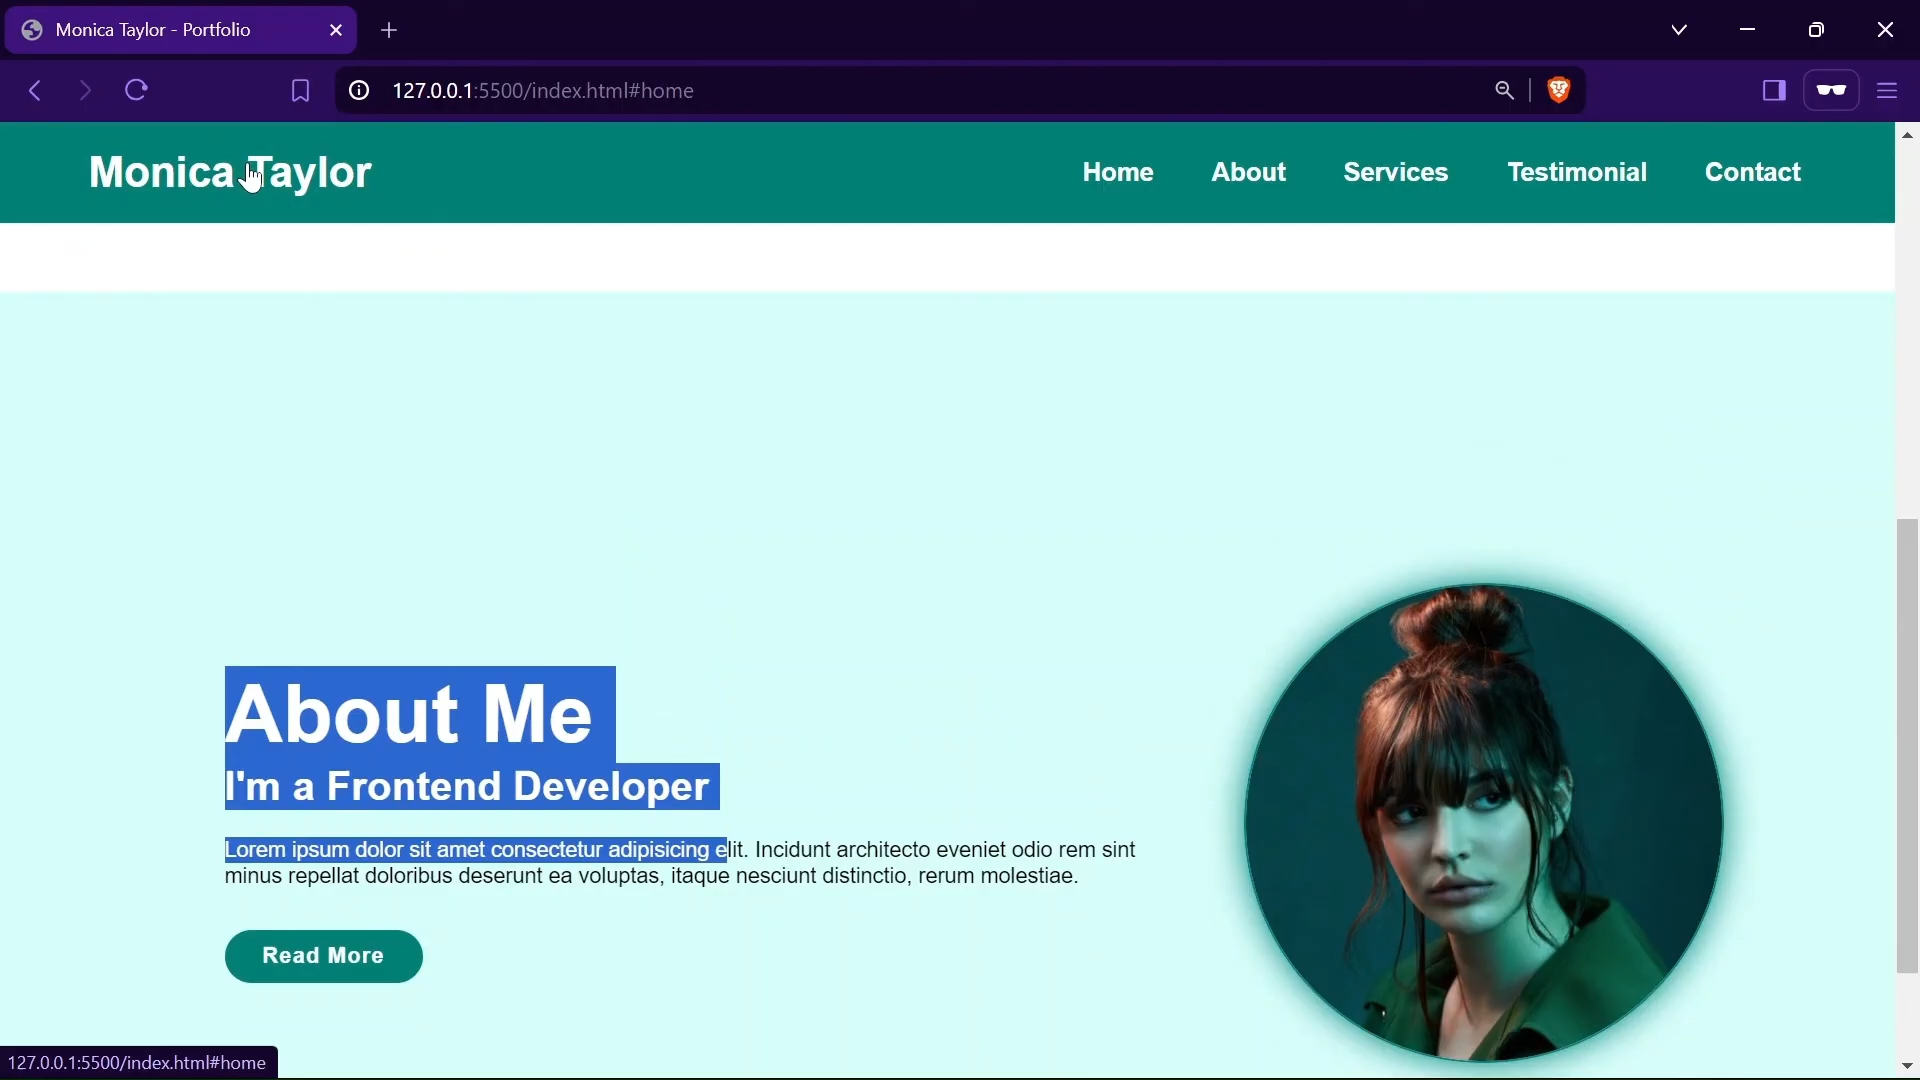 Monica Taylor - Portfolio
127.0.0.1:5500/index.html#home
Monica Taylor
Home About Services Testimonial Contact
About Me
I'm a Frontend Developer
Lorem ipsum dolor sit amet consectetur adipisicing elit. Incidunt architecto eveniet odio rem sint
minus repellat doloribus deserunt ea voluptas, itaque nesciunt distinctio, rerum molestiae.
Read More
127.0.0.1:5500/index.html#home